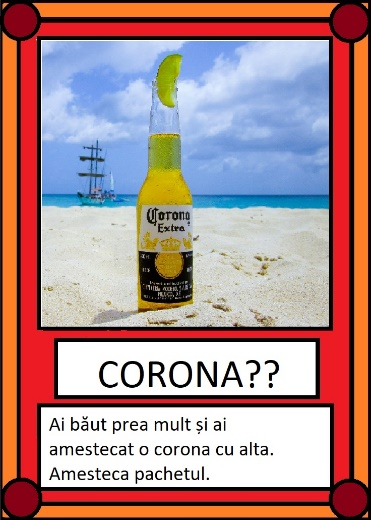 Corona
Extra
CORONA??
Ai băut prea mult și ai
amestecat o corona cu alta.
Amesteca pachetul.